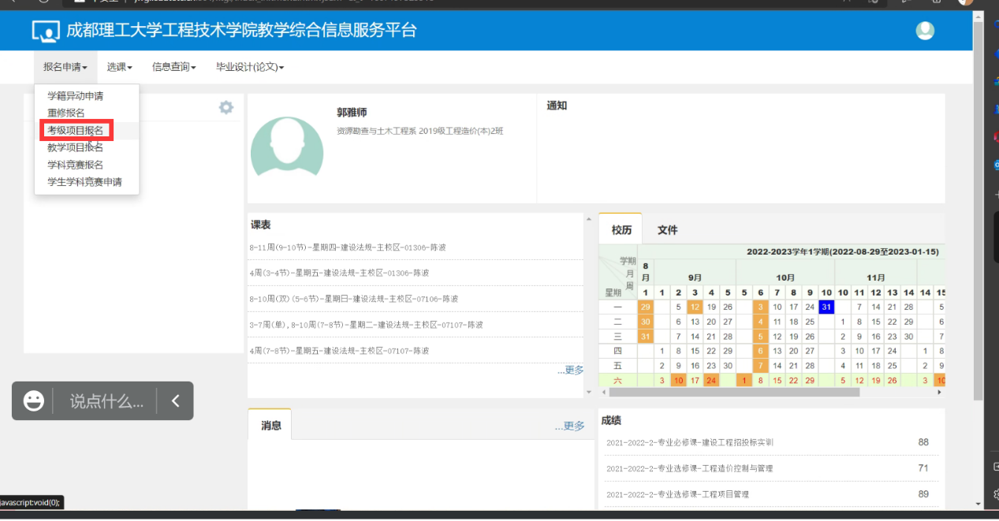 成都理工大学工程技术学院教学综合信息服务平台
报名申请 选课 信息查询 毕业设计(论文)
学籍异动申请
重修报名
考级项目报名
教学项目报名
学科竞赛报名
学生学科竞赛申请
郭雅师
资源勘查与土木工程系 2019级工程造价(本)2班
通知
课表
8-11周(9-10节)-星期四-建设法规-主校区-01306-陈波
4周(3-4节)-星期五-建设法规-主校区-01306-陈波
8-10周(双)(5-6节)-星期日-建设法规-主校区-07106-陈波
3-7周(单),8-10周(7-8节)-星期二-建设法规-主校区-07107-陈波
4周(7-8节)-星期五-建设法规-主校区-07107-陈波
...更多
校历 文件
2022-2023学年1学期(2022-08-29至2023-01-15)
学期
月
周
星期
8月 9月 10月 11月
1 1 2 3 4 5 5 6 7 8 9 10 10 11 12 13 14 14 15
一 29 5 12 19 26 3 10 17 24 31 7 14 21 28 5
二 30 6 13 20 27 4 11 18 25 1 8 15 22 29 6
三 31 7 14 21 28 5 12 19 26 2 9 16 23 30 7
四 1 8 15 22 29 6 13 20 27 3 10 17 24 1 8
五 2 9 16 23 30 7 14 21 28 4 11 18 25 2 9
六 3 10 17 24 1 8 15 22 29 5 12 19 26 3 10
说点什么...
消息
...更多
成绩
2021-2022-2-专业必修课-建设工程招投标实训 88
2021-2022-2-专业选修课-工程造价控制与管理 71
2021-2022-2-专业选修课-工程项目管理 89
javascript:void(0);